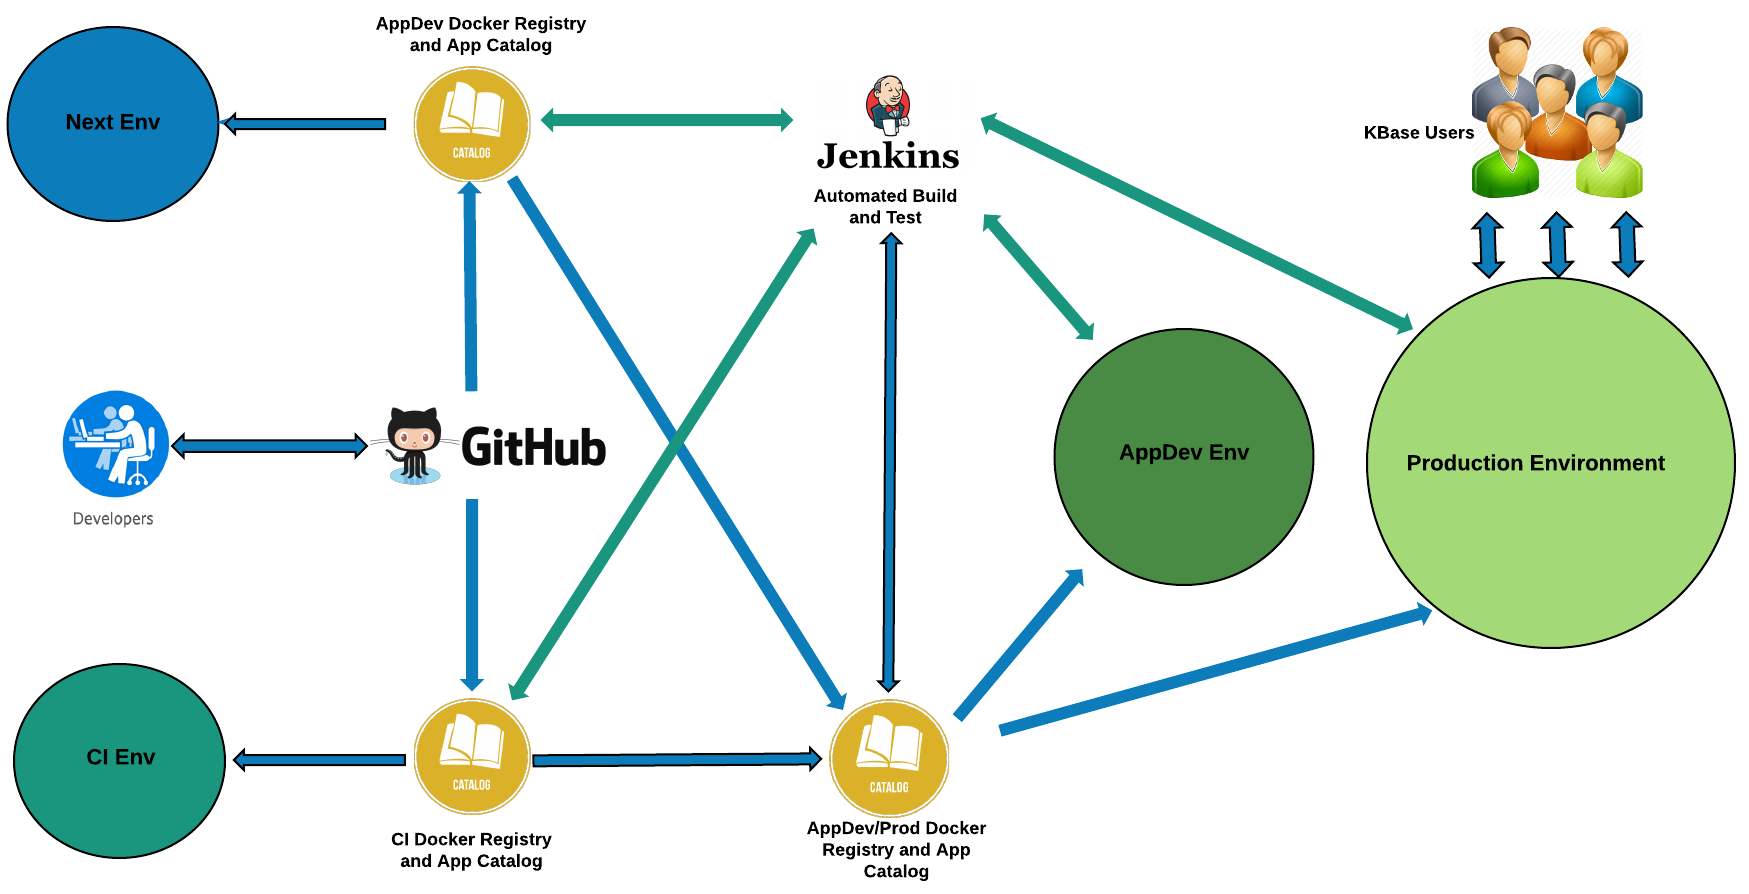 AppDev Docker Registry
and App Catalog
Next Env
CATALOG
Jenkins
Automated Build
and Test
KBase Users
GitHub
Developers
AppDev Env
Production Environment
CI Env
CATALOG
CI Docker Registry
and App Catalog
CATALOG
AppDev/Prod Docker
Registry and App
Catalog